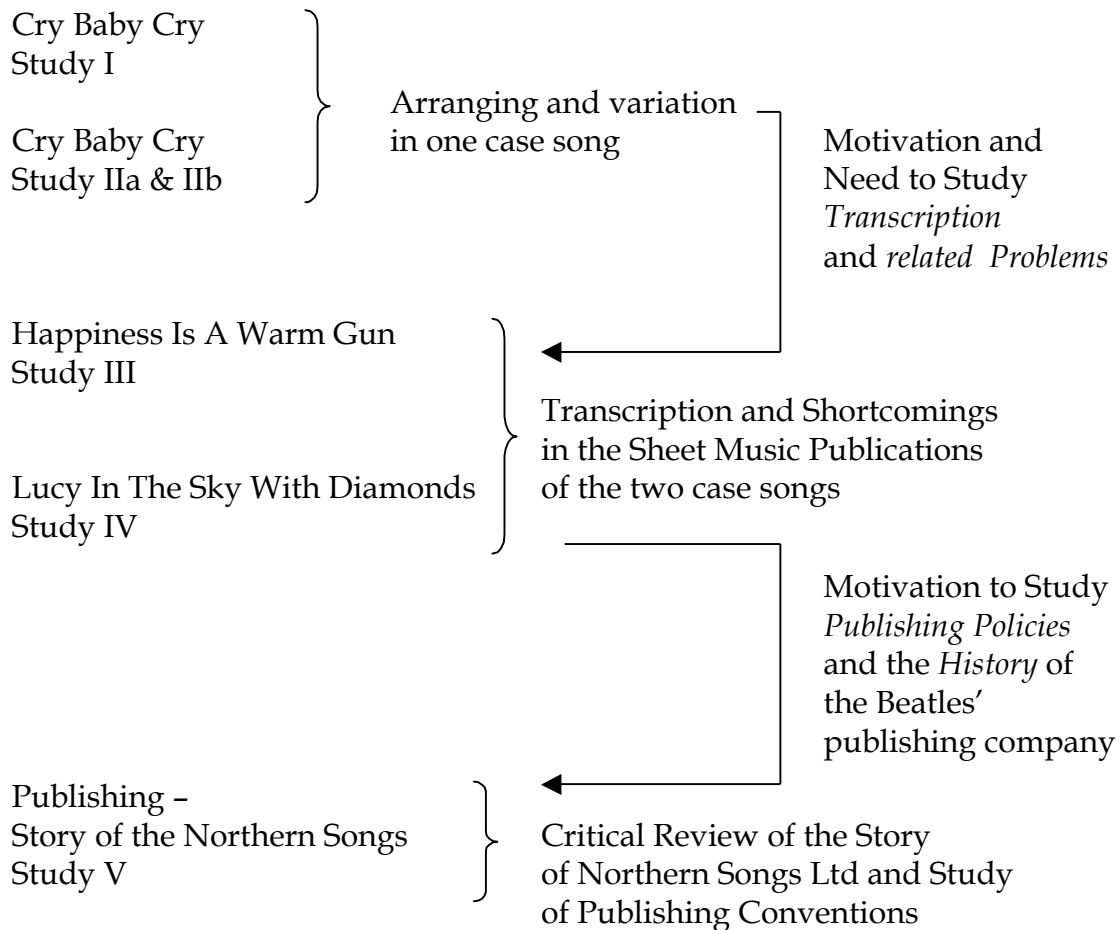 Cry Baby Cry
Study I
Cry Baby Cry
Study IIa & IIb
Arranging and variation
in one case song
Motivation and
Need to Study
Transcription
and related Problems
Happiness Is A Warm Gun
Study III
Lucy In The Sky With Diamonds
Study IV
Transcription and Shortcomings
in the Sheet Music Publications
of the two case songs
Motivation to Study
Publishing Policies
and the History of
the Beatles’
publishing company
Publishing –
Story of the Northern Songs
Study V
Critical Review of the Story
of Northern Songs Ltd and Study
of Publishing Conventions